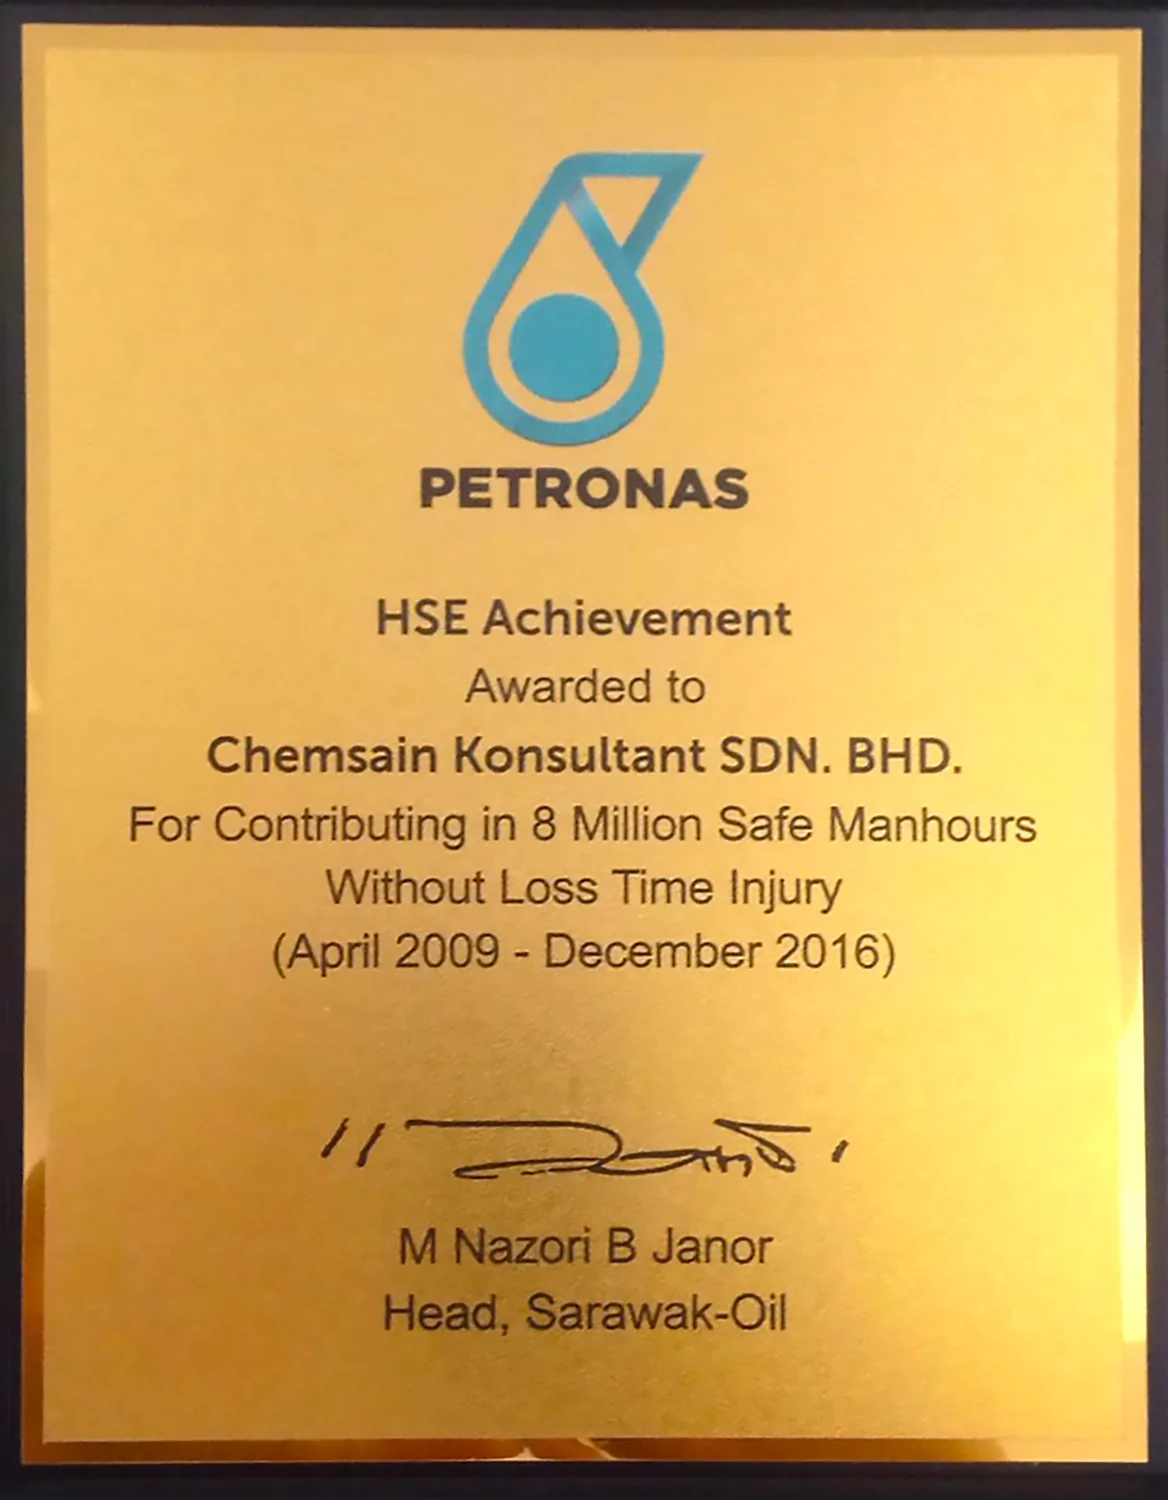 PETRONAS
HSE Achievement
Awarded to
Chemsain Konsultant SDN. BHD.
For Contributing in 8 Million Safe Manhours
Without Loss Time Injury
(April 2009 - December 2016)
M Nazori B Janor
Head, Sarawak-Oil